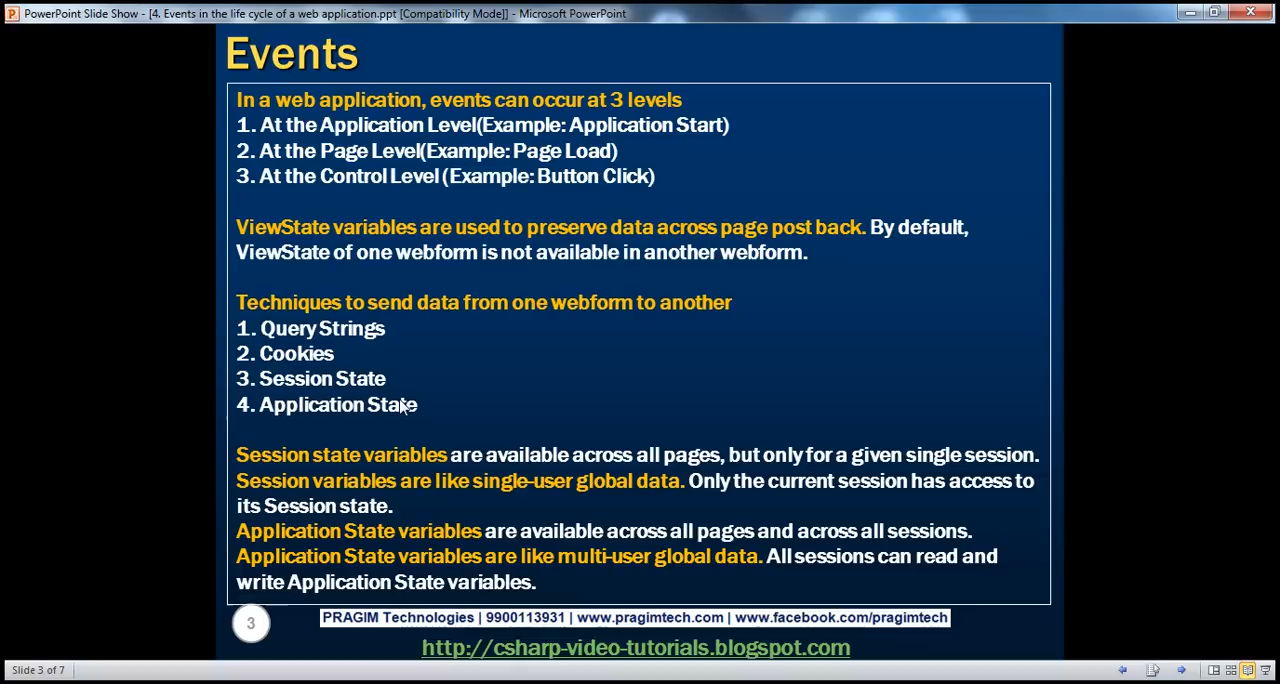 PowerPoint Slide Show - [4. Events in the life cycle of a web application.ppt [Compatibility Mode]] - Microsoft PowerPoint
Events
In a web application, events can occur at 3 levels
1. At the Application Level(Example: Application Start)
2. At the Page Level(Example: Page Load)
3. At the Control Level (Example: Button Click)
ViewState variables are used to preserve data across page post back. By default,
ViewState of one webform is not available in another webform.
Techniques to send data from one webform to another
1. Query Strings
2. Cookies
3. Session State
4. Application State
Session state variables are available across all pages, but only for a given single session.
Session variables are like single-user global data. Only the current session has access to
its Session state.
Application State variables are available across all pages and across all sessions.
Application State variables are like multi-user global data. All sessions can read and
write Application State variables.
3
PRAGIM Technologies | 9900113931 | www.pragimtech.com | www.facebook.com/pragimtech
http://csharp-video-tutorials.blogspot.com
Slide 3 of 7